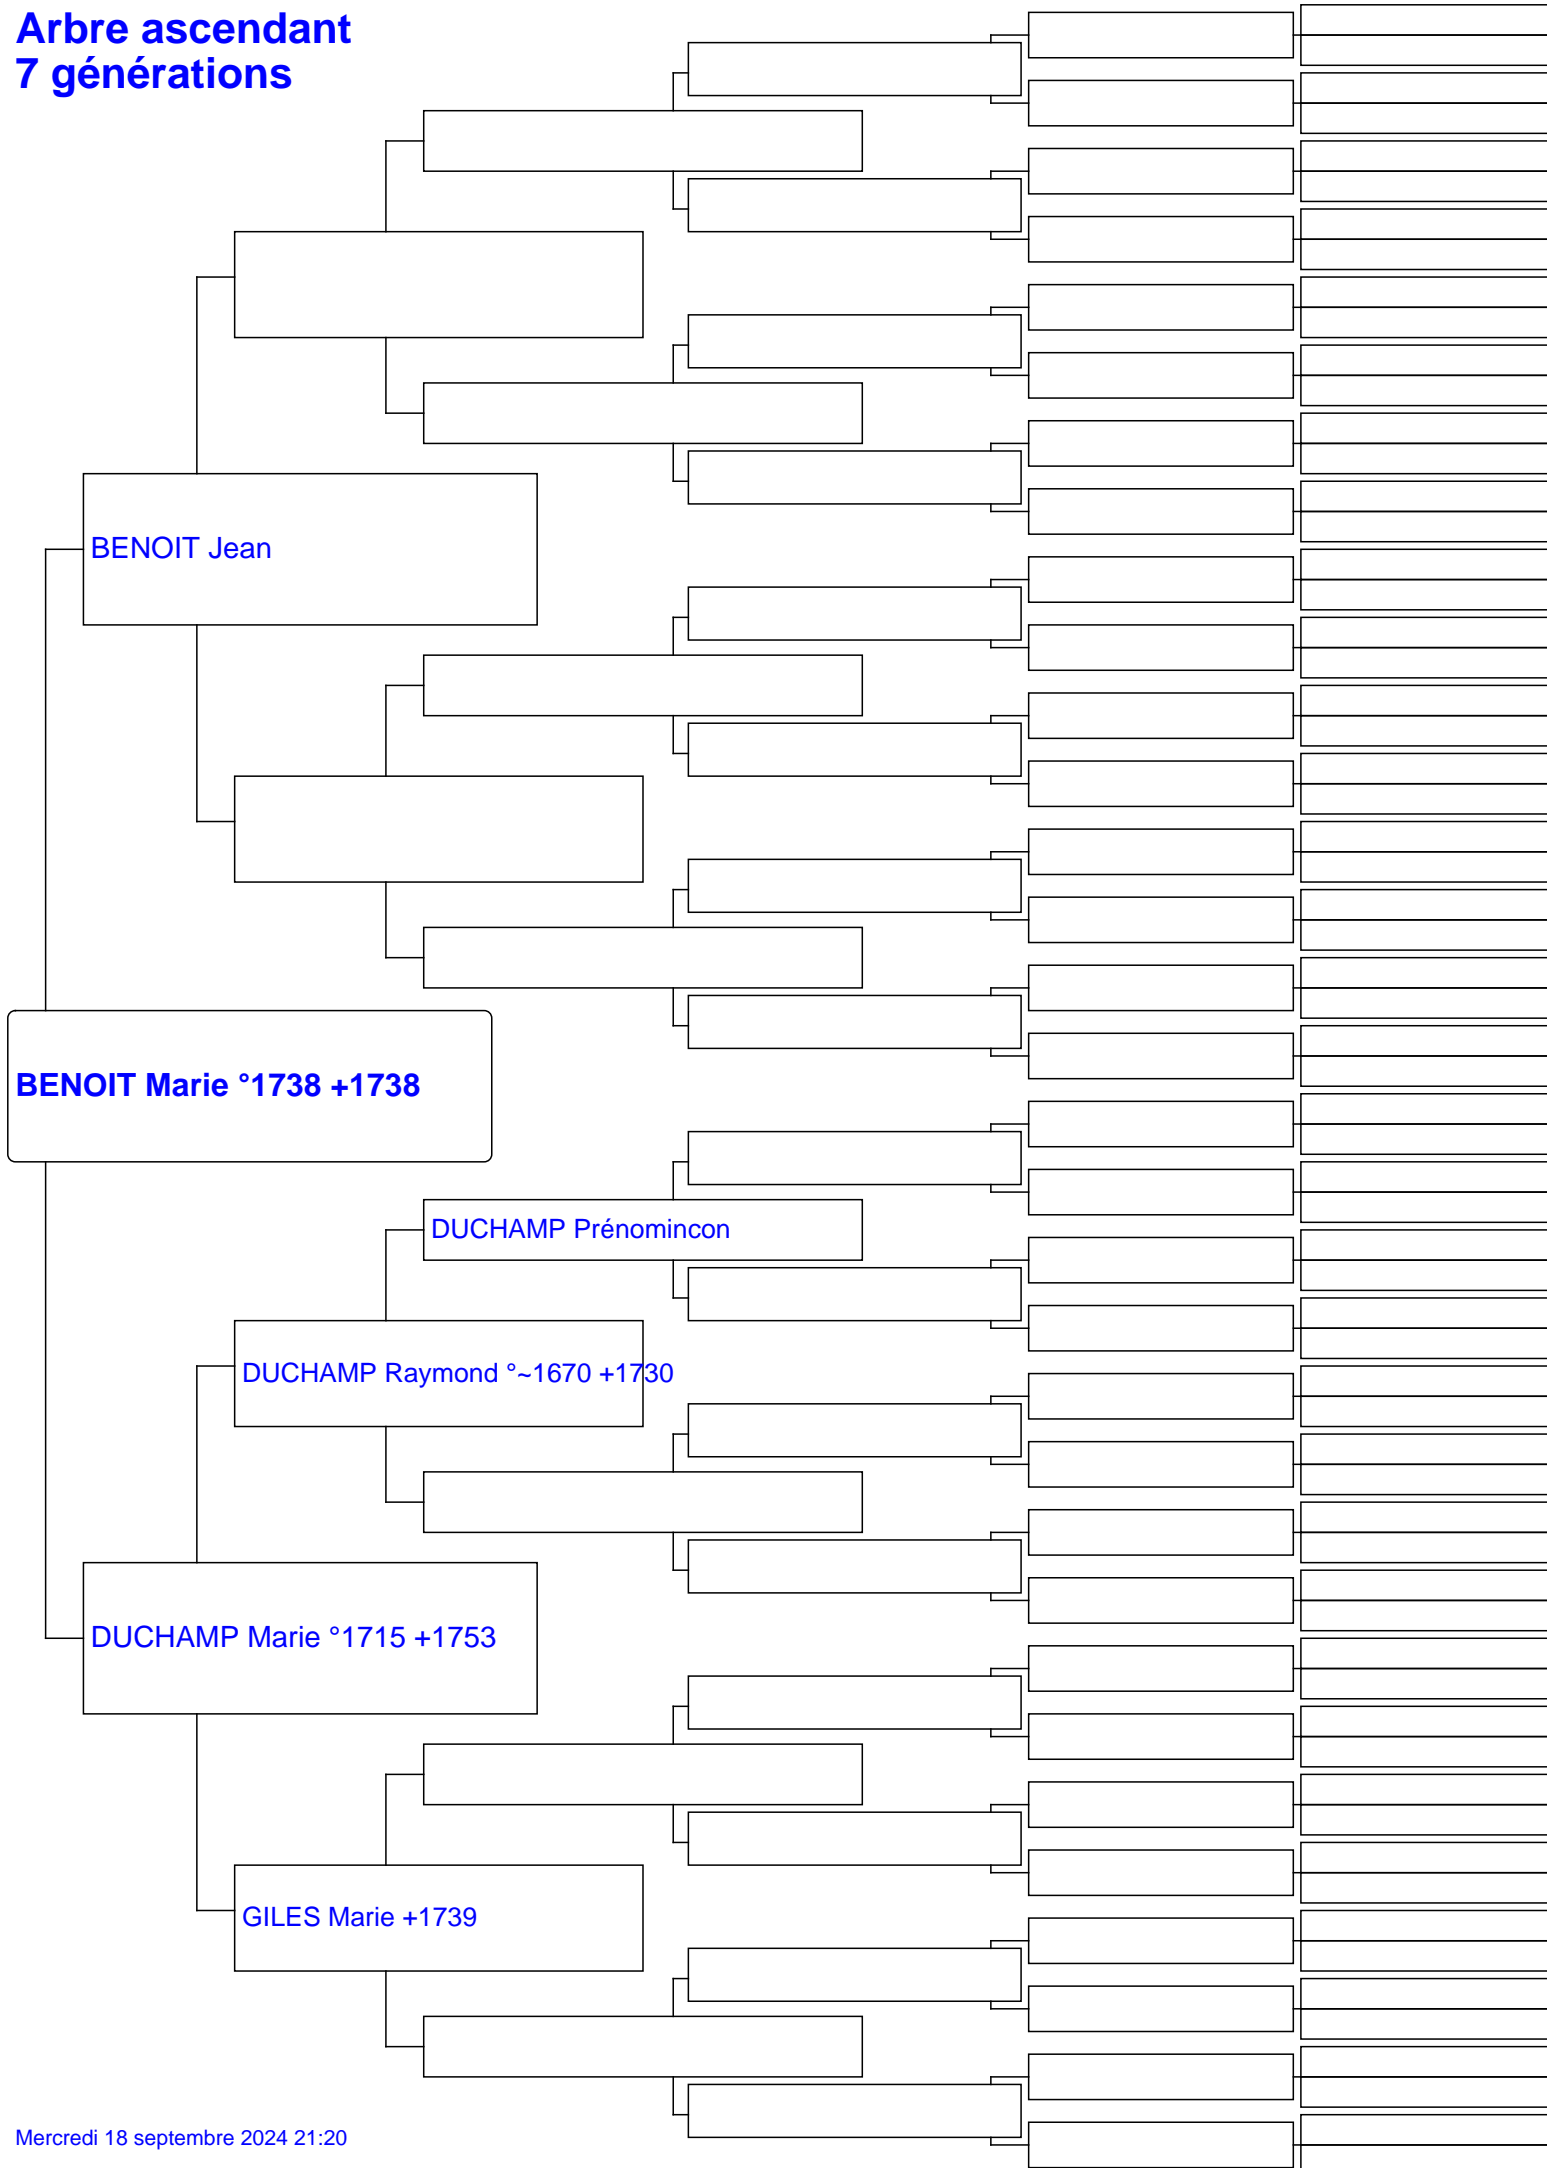 Arbre ascendant
7 générations
BENOIT Jean
BENOIT Marie °1738 +1738
DUCHAMP Prénomincon
DUCHAMP Raymond °~1670 +1730
DUCHAMP Marie °1715 +1753
GILES Marie +1739
Mercredi 18 septembre 2024 21:20